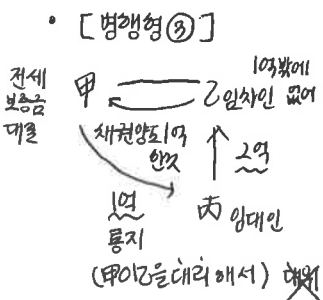 • [병행형③]
전세
보증금
대출
甲
乙 임차인
1억밖에
없어
채권양도 1억
한것
2억
1억
통지
丙 임대인
(甲이 乙을 대리해서)